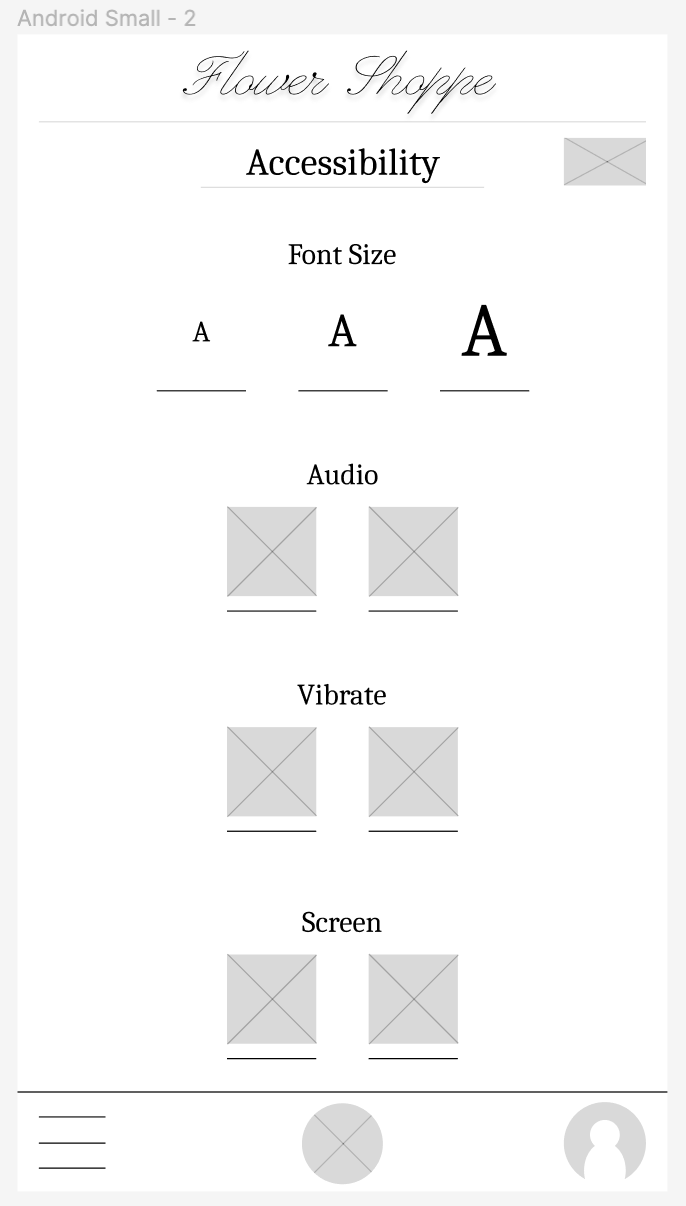 Android Small - 2
Flower Shoppe
Accessibility
Font Size
A A A
Audio
Vibrate
Screen